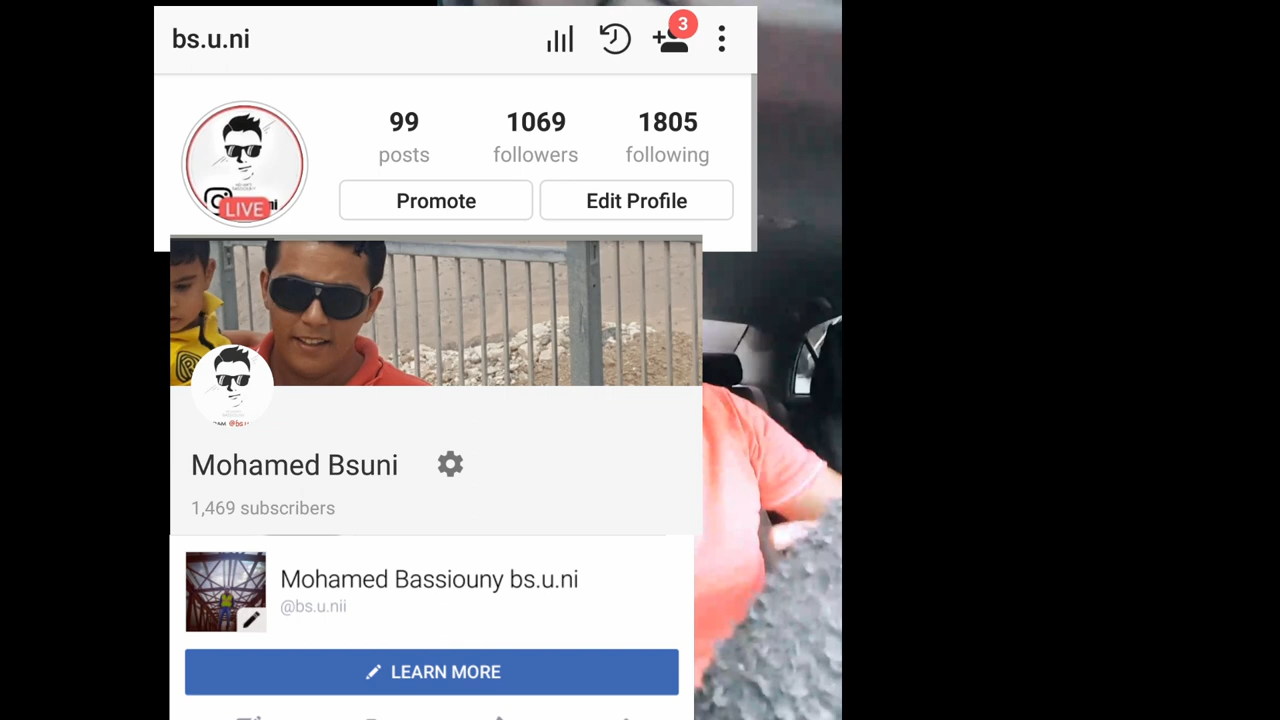 bs.u.ni
3
99
1069
1805
posts
followers
following
LIVE
Promote
Edit Profile
Mohamed Bsuni
1,469 subscribers
Mohamed Bassiouny bs.u.ni
@bs.u.nii
LEARN MORE